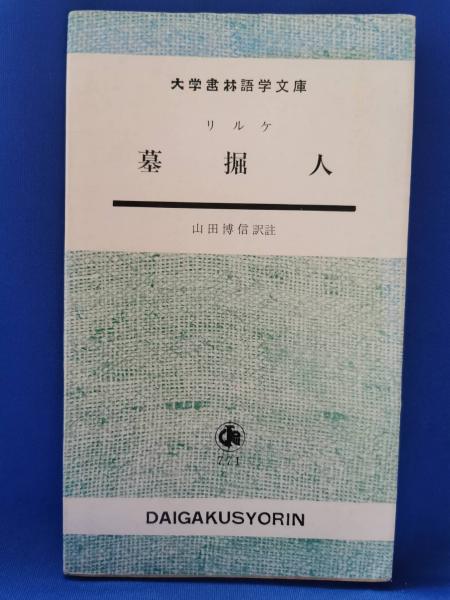 大学書林語学文庫
リルケ
墓掘人
山田博信訳註
771
DAIGAKUSYORIN